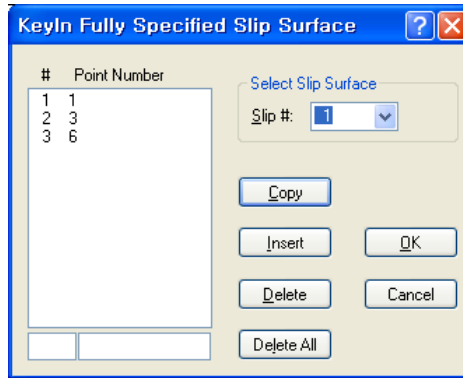 KeyIn Fully Specified Slip Surface
# Point Number
1 1
2 3
3 6
Select Slip Surface
Slip #: 1
Copy
Insert
OK
Delete
Cancel
Delete All